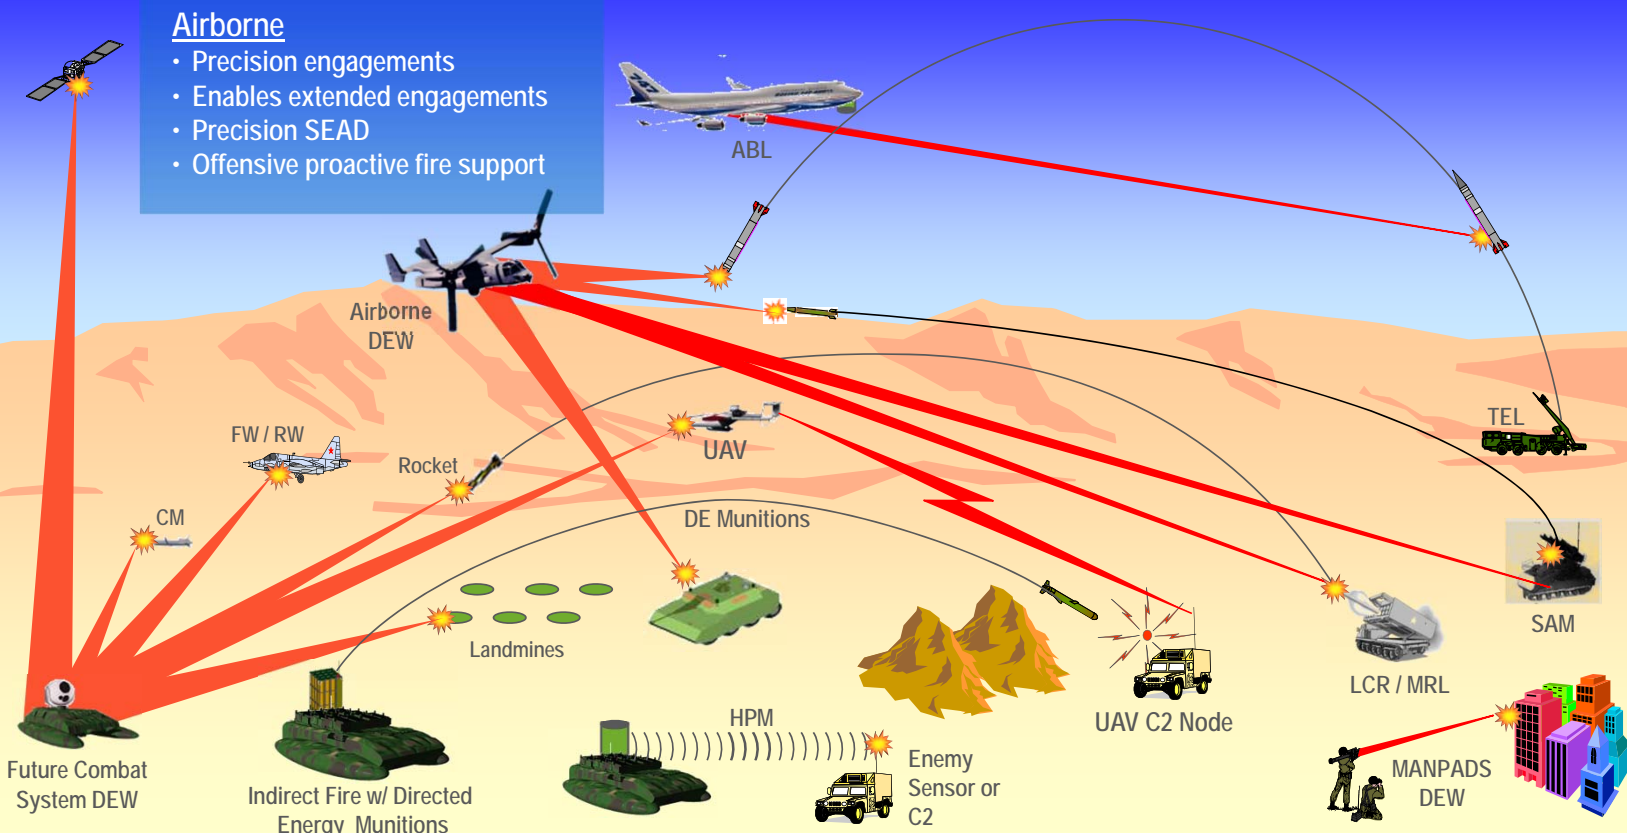 Airborne
• Precision engagements
• Enables extended engagements
• Precision SEAD
• Offensive proactive fire support
ABL
Airborne
DEW
TEL
FW / RW
Rocket
UAV
CM
DE Munitions
Landmines
SAM
LCR / MRL
UAV C2 Node
HPM
Future Combat
System DEW
Indirect Fire w/ Directed
Energy Munitions
Enemy
Sensor or
C2
MANPADS
DEW